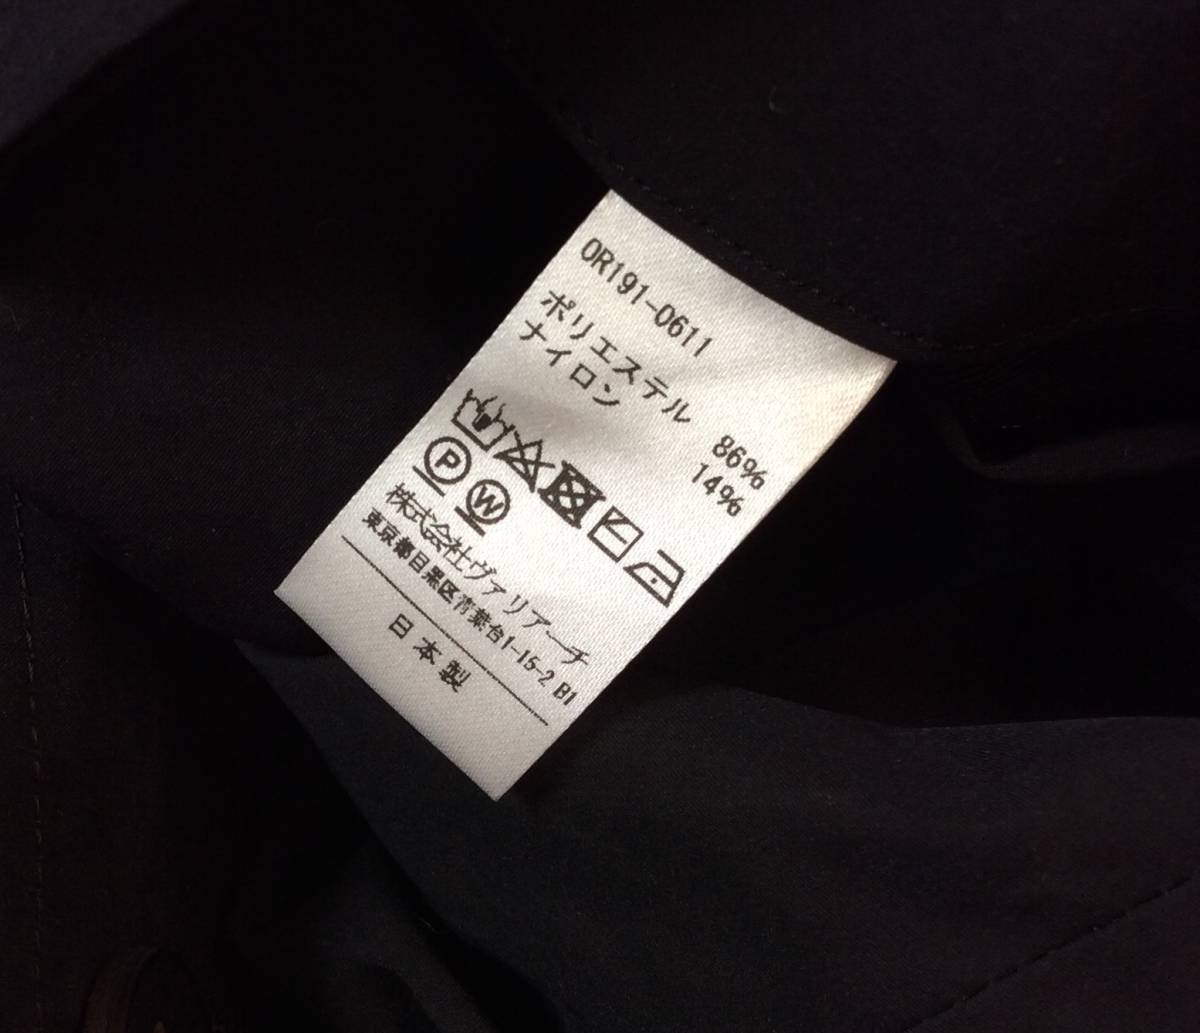 OR191-0611
ポリエステル 86%
ナイロン 14%
P W
株式会社ヴァリアーチ
東京都目黒区青葉台1-15-2 B1
日本製